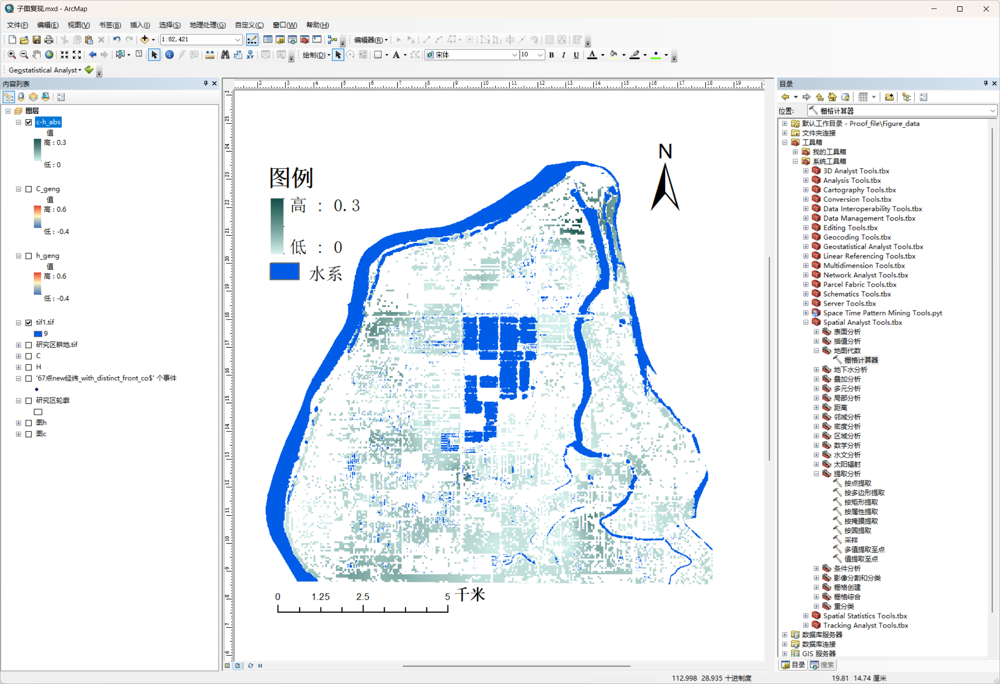 子图复现.mxd - ArcMap
文件(F) 编辑(E) 视图(V) 书签(B) 插入(I) 选择(S) 地理处理(G) 自定义(C) 窗口(W) 帮助(H)
1:82,421 编辑器(R)
绘制(D) A 宋体 10 B I U A
Geostatistical Analyst
内容列表
图层
c-h_abs
值
高 : 0.3
低 : 0
C_geng
值
高 : 0.6
低 : -0.4
h_geng
值
高 : 0.6
低 : -0.4
tif1.tif
9
研究区耕地.tif
C
H
'67点new经纬_with_distinct_front_co$' 个事件
研究区轮廓
图h
图c
2 3 4 5 6 7 8 9 10 11 12 13 14 15 16 17 18 19
25
24
23
22
21
20
19
18
17
16
15
14
13
12
11
10
9
8
7
6
N
图例
高 : 0.3
低 : 0
水系
0 1.25 2.5 5 千米
目录
位置: 栅格计算器
默认工作目录 - Proof_file\Figure_data
文件夹连接
工具箱
我的工具箱
系统工具箱
3D Analyst Tools.tbx
Analysis Tools.tbx
Cartography Tools.tbx
Conversion Tools.tbx
Data Interoperability Tools.tbx
Data Management Tools.tbx
Editing Tools.tbx
Geocoding Tools.tbx
Geostatistical Analyst Tools.tbx
Linear Referencing Tools.tbx
Multidimension Tools.tbx
Network Analyst Tools.tbx
Parcel Fabric Tools.tbx
Schematics Tools.tbx
Server Tools.tbx
Space Time Pattern Mining Tools.pyt
Spatial Analyst Tools.tbx
表面分析
插值分析
地图代数
栅格计算器
地下水分析
叠加分析
多元分析
局部分析
距离
邻域分析
密度分析
区域分析
数学分析
水文分析
太阳辐射
提取分析
按点提取
按多边形提取
按矩形提取
按属性提取
按掩膜提取
按圆提取
采样
多值提取至点
值提取至点
条件分析
影像分割和分类
栅格创建
栅格综合
重分类
Spatial Statistics Tools.tbx
Tracking Analyst Tools.tbx
数据库服务器
数据库连接
GIS 服务器
目录 搜索
112.998 28.935 十进制度 19.81 14.74 厘米